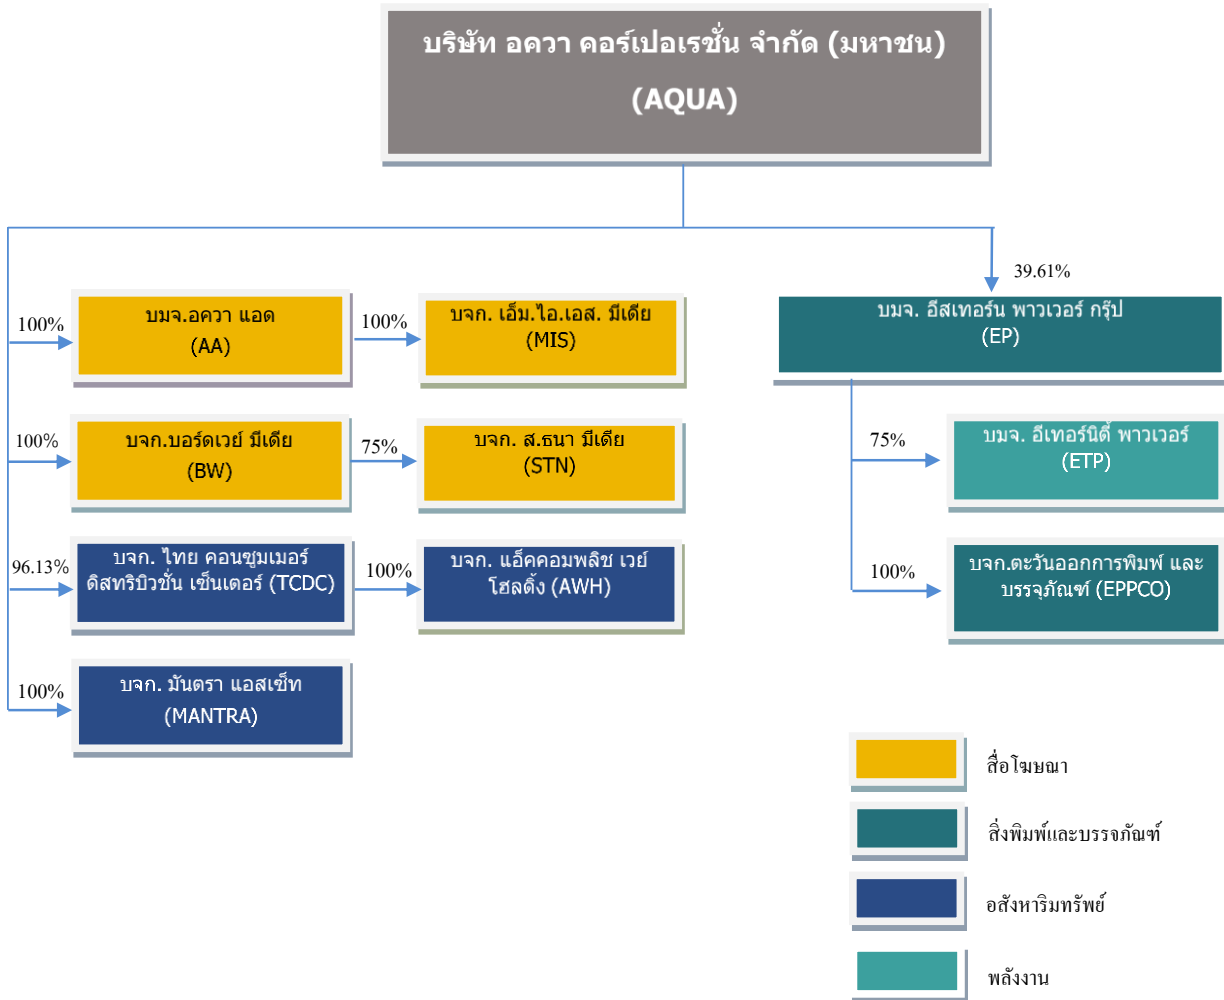 บริษัท อควา คอร์เปอเรชั่น จำกัด (มหาชน)
(AQUA)
39.61%
100%
บมจ.อควา แอด
(AA)
100%
บจก. เอ็ม.ไอ.เอส. มีเดีย
(MIS)
บมจ. อีสเทอร์น พาวเวอร์ กรุ๊ป
(EP)
100%
บจก.บอร์ดเวย์ มีเดีย
(BW)
75%
บจก. ส.ธนา มีเดีย
(STN)
75%
บมจ. อีเทอร์นิตี้ พาวเวอร์
(ETP)
96.13%
บจก. ไทย คอนซูมเมอร์
ดิสทริบิวชั่น เซ็นเตอร์ (TCDC)
100%
บจก. แอ็คคอมพลิช เวย์
โฮลดิ้ง (AWH)
100%
บจก.ตะวันออกการพิมพ์ และ
บรรจุภัณฑ์ (EPPCO)
100%
บจก. มันตรา แอสเซ็ท
(MANTRA)
สื่อโฆษณา
สิ่งพิมพ์และบรรจภัณฑ์
อสังหาริมทรัพย์
พลังงาน